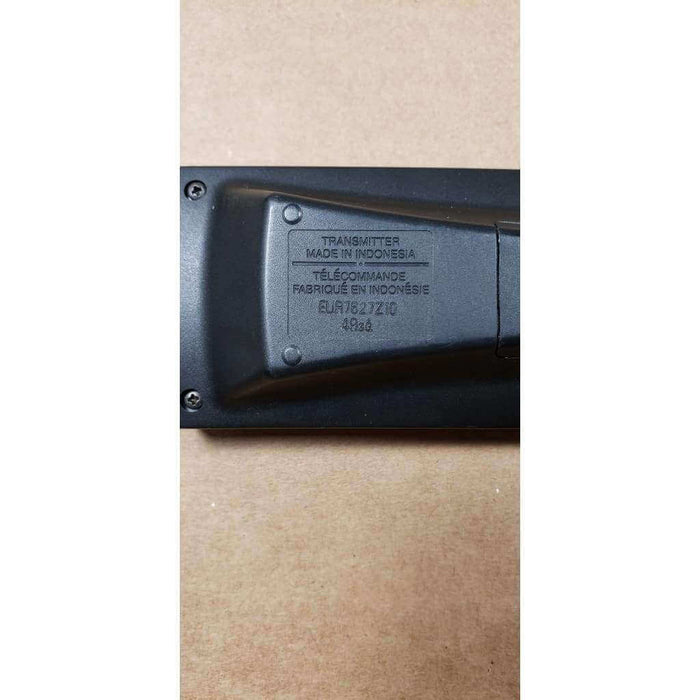 TRANSMITTER
MADE IN INDONESIA
TÉLÉCOMMANDE
FABRIQUÉ EN INDONÉSIE
EUR7627Z10